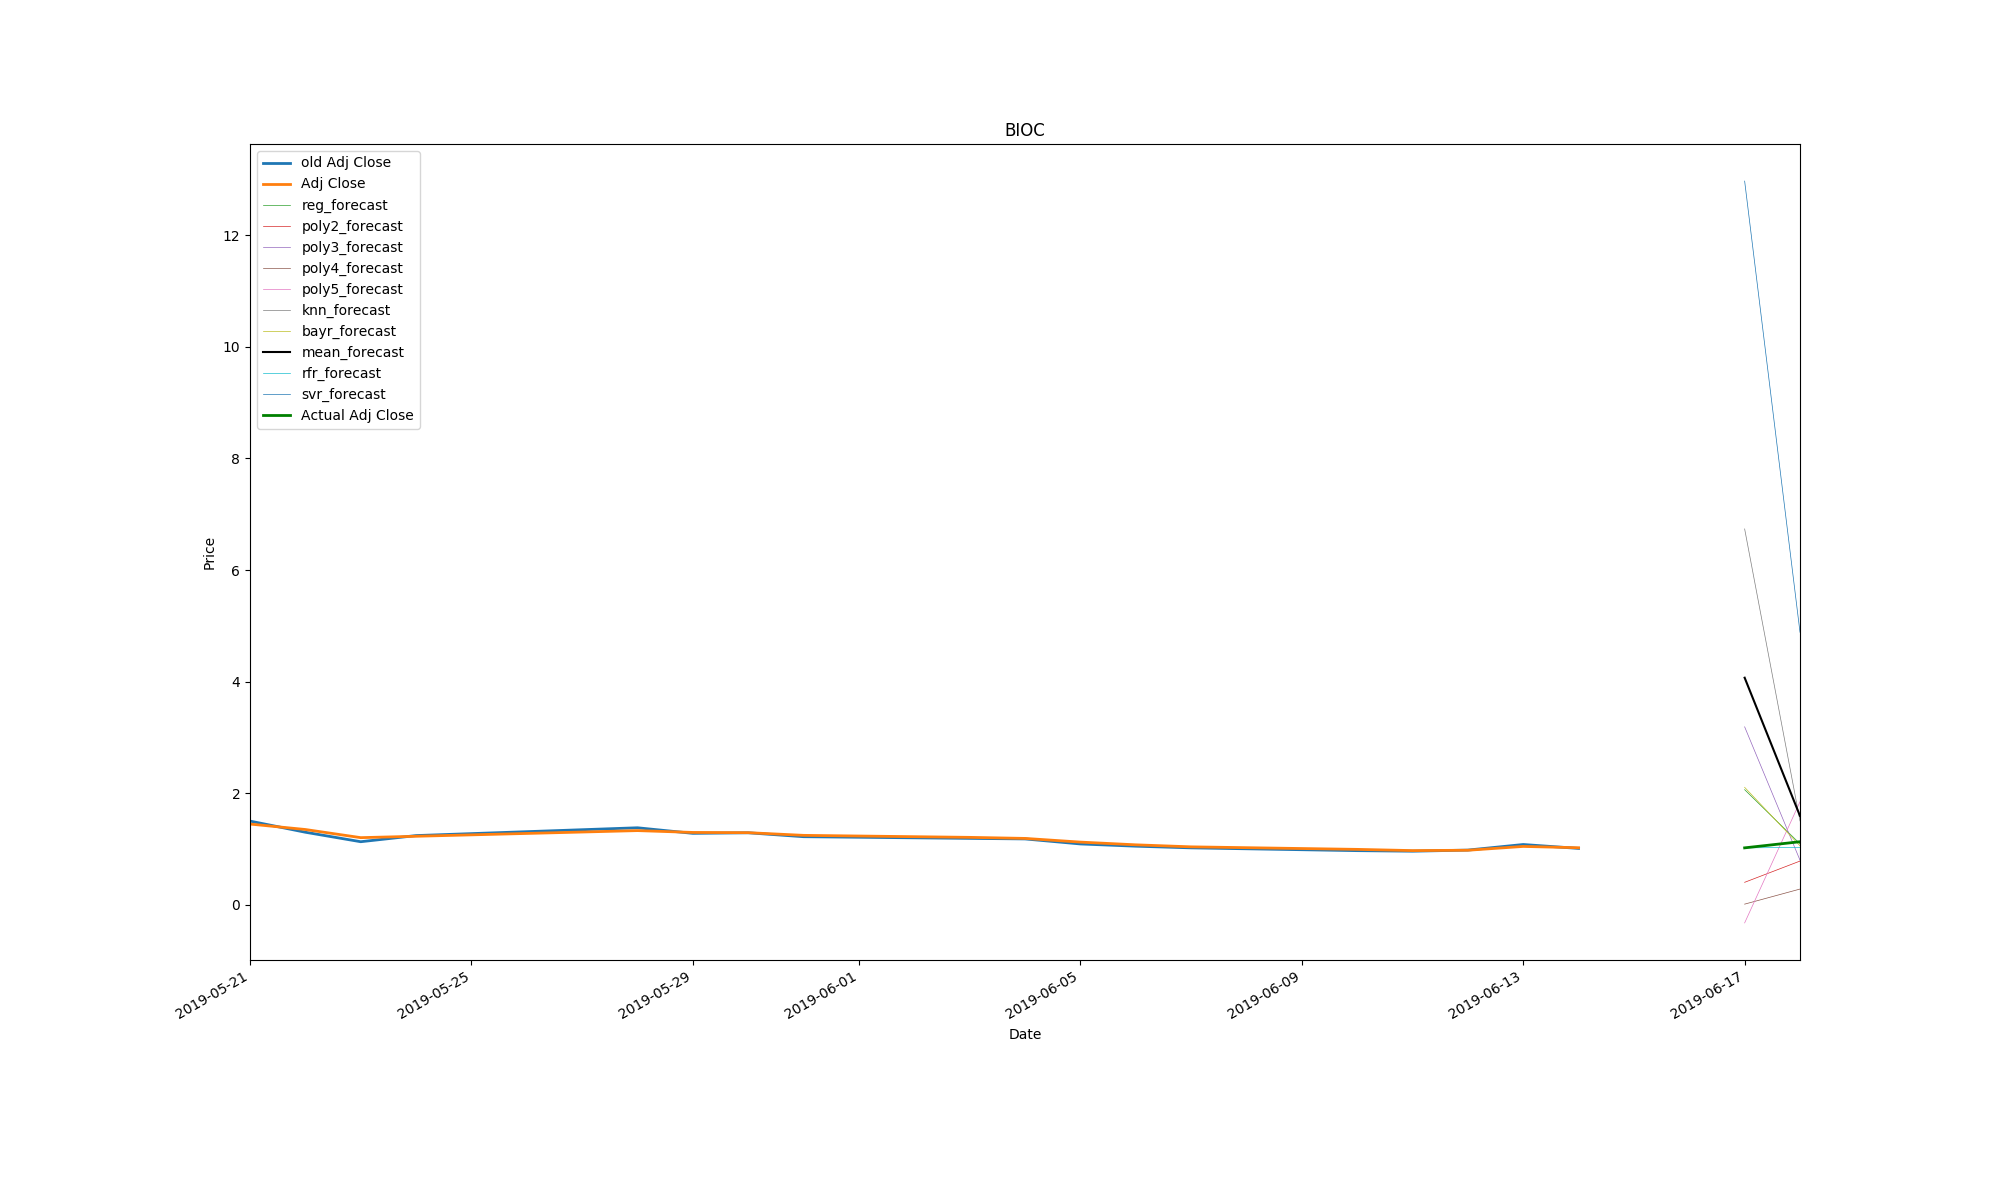 BIOC
old Adj Close
Adj Close
reg_forecast
poly2_forecast
poly3_forecast
poly4_forecast
poly5_forecast
knn_forecast
bayr_forecast
mean_forecast
rfr_forecast
svr_forecast
Actual Adj Close
12
10
8
6
4
2
0
Price
2019-05-21
2019-05-25
2019-05-29
2019-06-01
2019-06-05
2019-06-09
2019-06-13
2019-06-17
Date